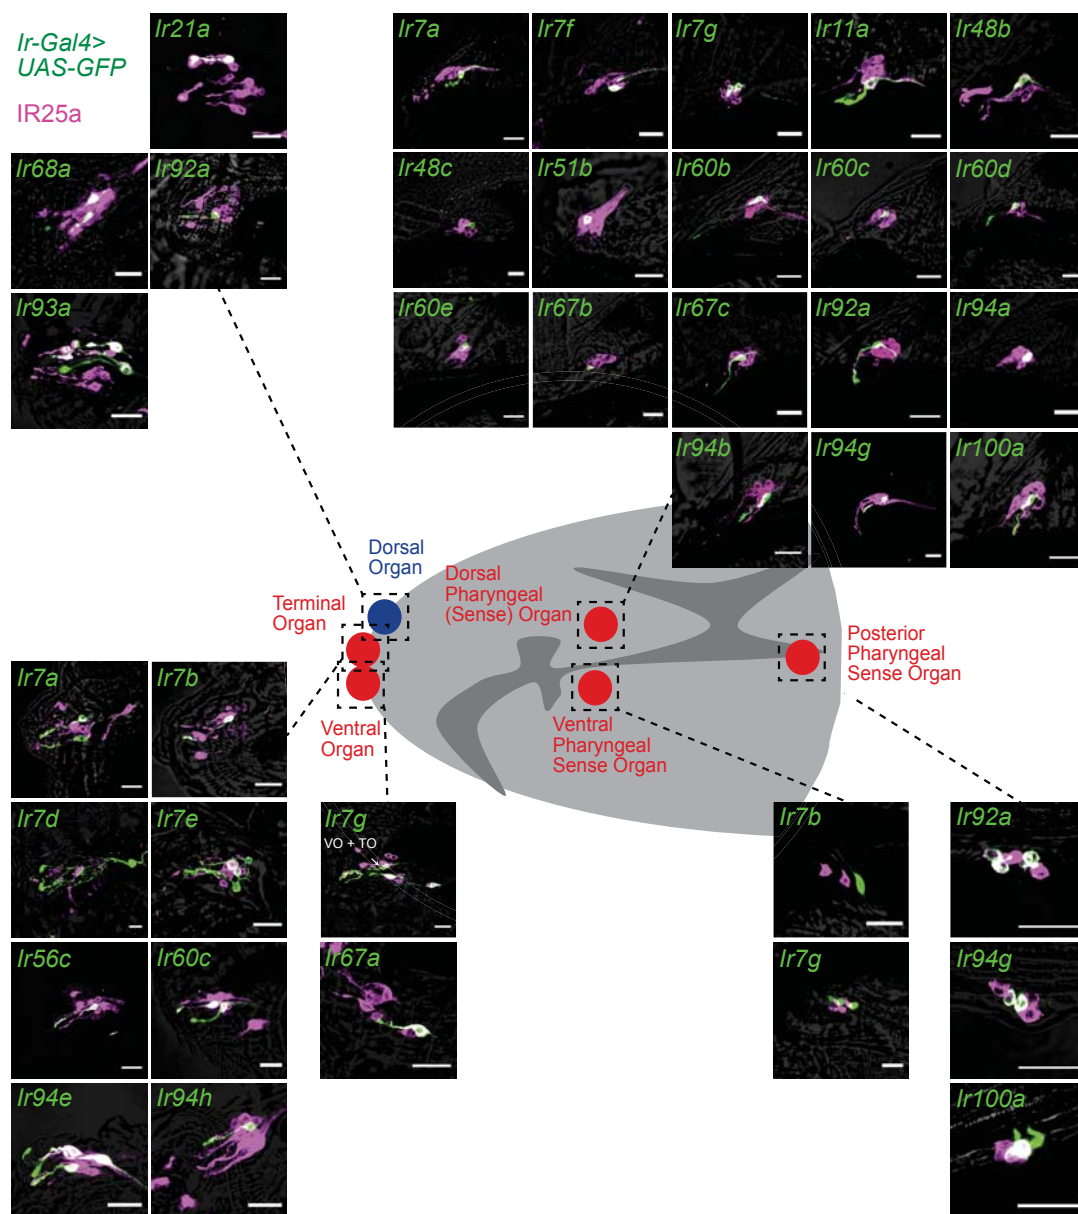 Ir-Gal4>
UAS-GFP
IR25a
Ir21a
Ir68a
Ir92a
Ir93a
Ir7a
Ir7f
Ir7g
Ir11a
Ir48b
Ir48c
Ir51b
Ir60b
Ir60c
Ir60d
Ir60e
Ir67b
Ir67c
Ir92a
Ir94a
Ir94b
Ir94g
Ir100a
Dorsal
Organ
Terminal
Organ
Ventral
Organ
Dorsal
Pharyngeal
(Sense) Organ
Ventral
Pharyngeal
Sense Organ
Posterior
Pharyngeal
Sense Organ
Ir7a
Ir7b
Ir7d
Ir7e
Ir56c
Ir60c
Ir94e
Ir94h
Ir7g
VO + TO
Ir67a
Ir7b
Ir7g
Ir92a
Ir94g
Ir100a